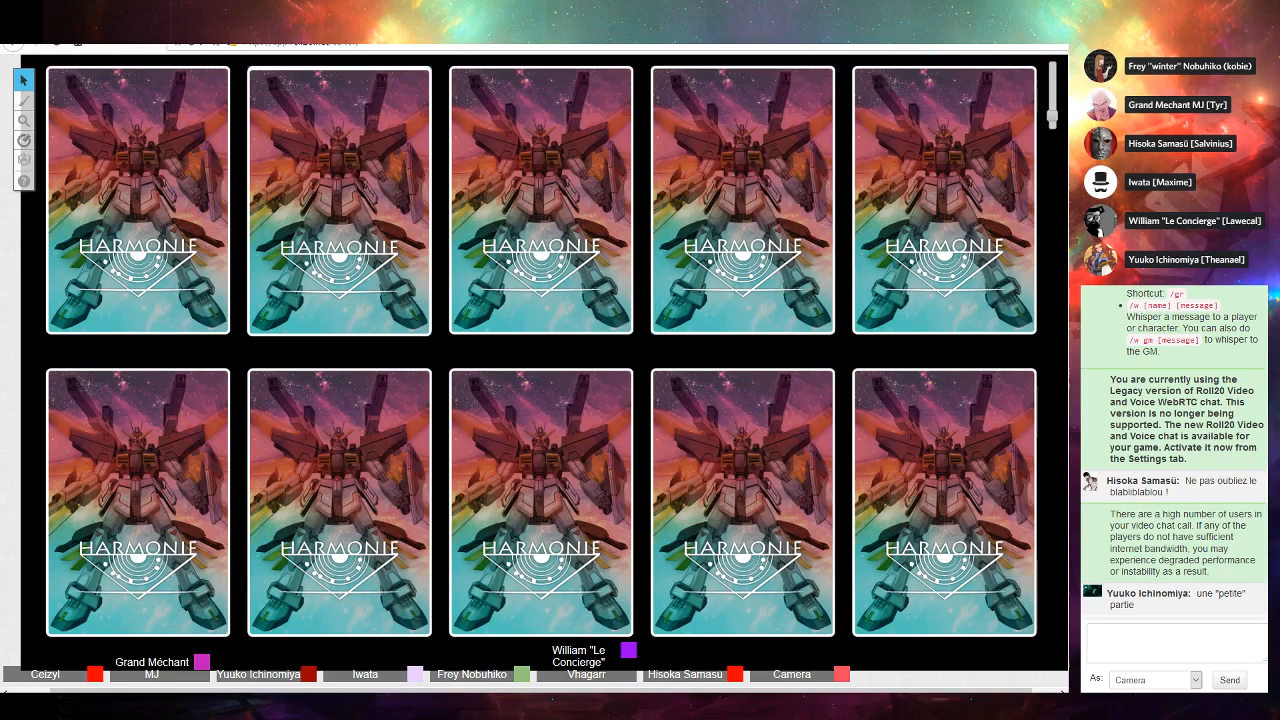 HARMONIE
HARMONIE
HARMONIE
HARMONIE
HARMONIE
HARMONIE
HARMONIE
HARMONIE
HARMONIE
HARMONIE
Grand Méchant
MJ
William "Le
Concierge"
Vhagarr
Ceizyl
Yuuko Ichinomiya
Iwata
Frey Nobuhiko
Hisoka Samasu
Camera
Frey "winter" Nobuhiko (kobie)
Grand Mechant MJ [Tyr]
Hisoka Samasü [Salvinius]
Iwata [Maxime]
William "Le Concierge" [Lawecal]
Yuuko Ichinomiya [Theanael]
Shortcut: /gr
/w [name] [message]
Whisper a message to a player
or character. You can also do
/w gm [message] to whisper to
the GM.
You are currently using the
Legacy version of Roll20 Video
and Voice WebRTC chat. This
version is no longer being
supported. The new Roll20 Video
and Voice chat is available for
your game. Activate it now from
the Settings tab.
Hisoka Samasü: Ne pas oubliez le
blabliblablou !
There are a high number of users in
your video chat call. If any of the
players do not have sufficient
internet bandwidth, you may
experience degraded performance
or instability as a result.
Yuuko Ichinomiya: une "petite"
partie
As:
Camera
Send